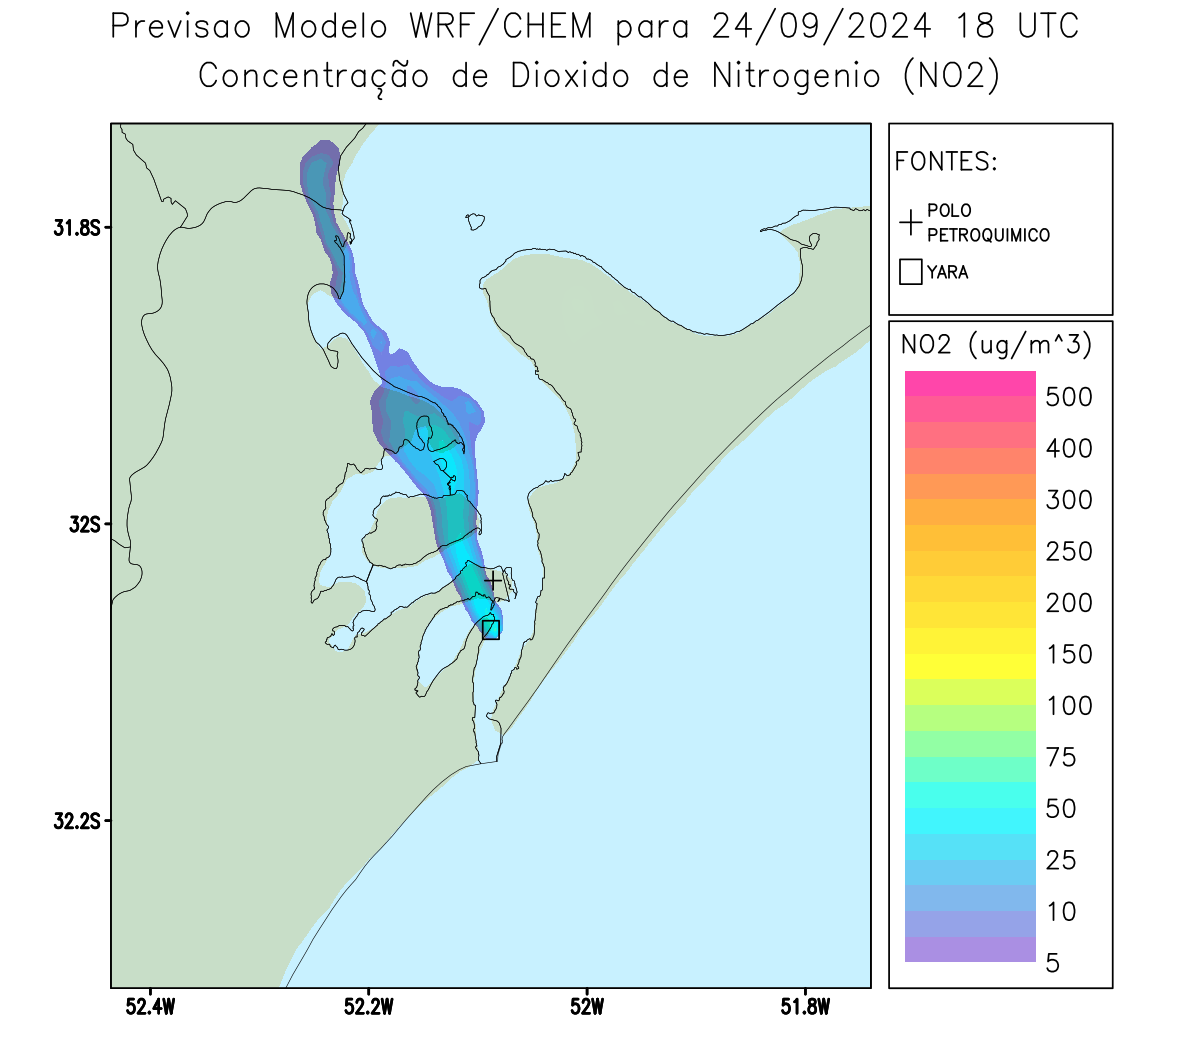 Previsao Modelo WRF/CHEM para 24/09/2024 18 UTC
Concentração de Dioxido de Nitrogenio (NO2)
FONTES:
POLO
PETROQUIMICO
YARA
NO2 (ug/m^3)
500
400
300
250
200
150
100
75
50
25
10
5
31.8S
32S
32.2S
52.4W
52.2W
52W
51.8W